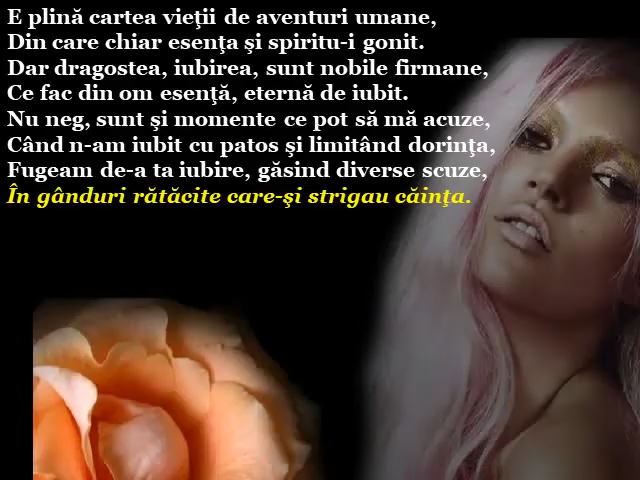 E plină cartea vieţii de aventuri umane,
Din care chiar esenţa şi spiritu-i gonit.
Dar dragostea, iubirea, sunt nobile firmane,
Ce fac din om esenţă, eternă de iubit.
Nu neg, sunt şi momente ce pot să mă acuze,
Când n-am iubit cu patos şi limitând dorinţa,
Fugeam de-a ta iubire, găsind diverse scuze,
În gânduri rătăcite care-şi strigau căinţa.